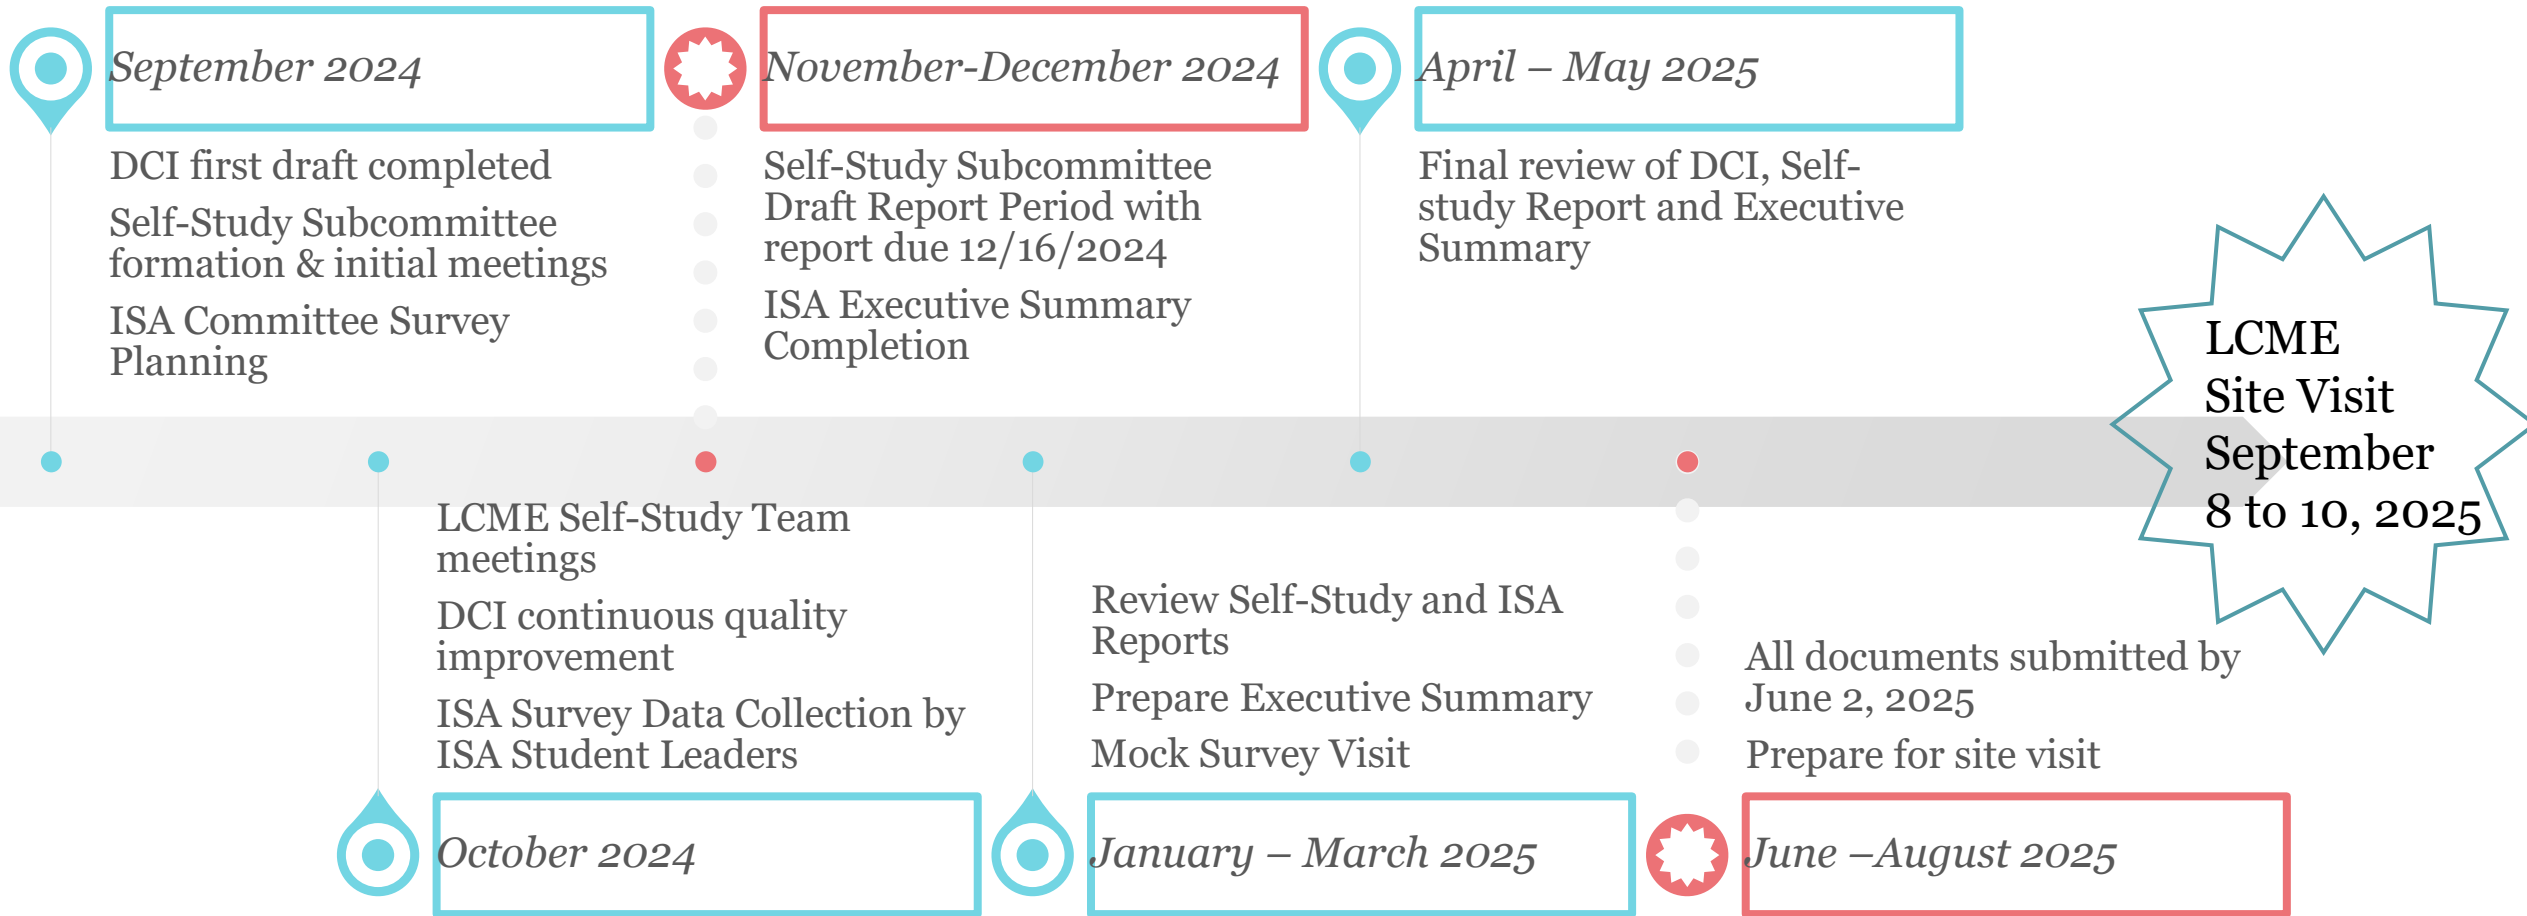 September 2024
DCI first draft completed
Self-Study Subcommittee
formation & initial meetings
ISA Committee Survey
Planning
LCME Self-Study Team
meetings
DCI continuous quality
improvement
ISA Survey Data Collection by
ISA Student Leaders
October 2024
November-December 2024
Self-Study Subcommittee
Draft Report Period with
report due 12/16/2024
ISA Executive Summary
Completion
Review Self-Study and ISA
Reports
Prepare Executive Summary
Mock Survey Visit
January – March 2025
April – May 2025
Final review of DCI, Self-
study Report and Executive
Summary
All documents submitted by
June 2, 2025
Prepare for site visit
June –August 2025
LCME
Site Visit
September
8 to 10, 2025